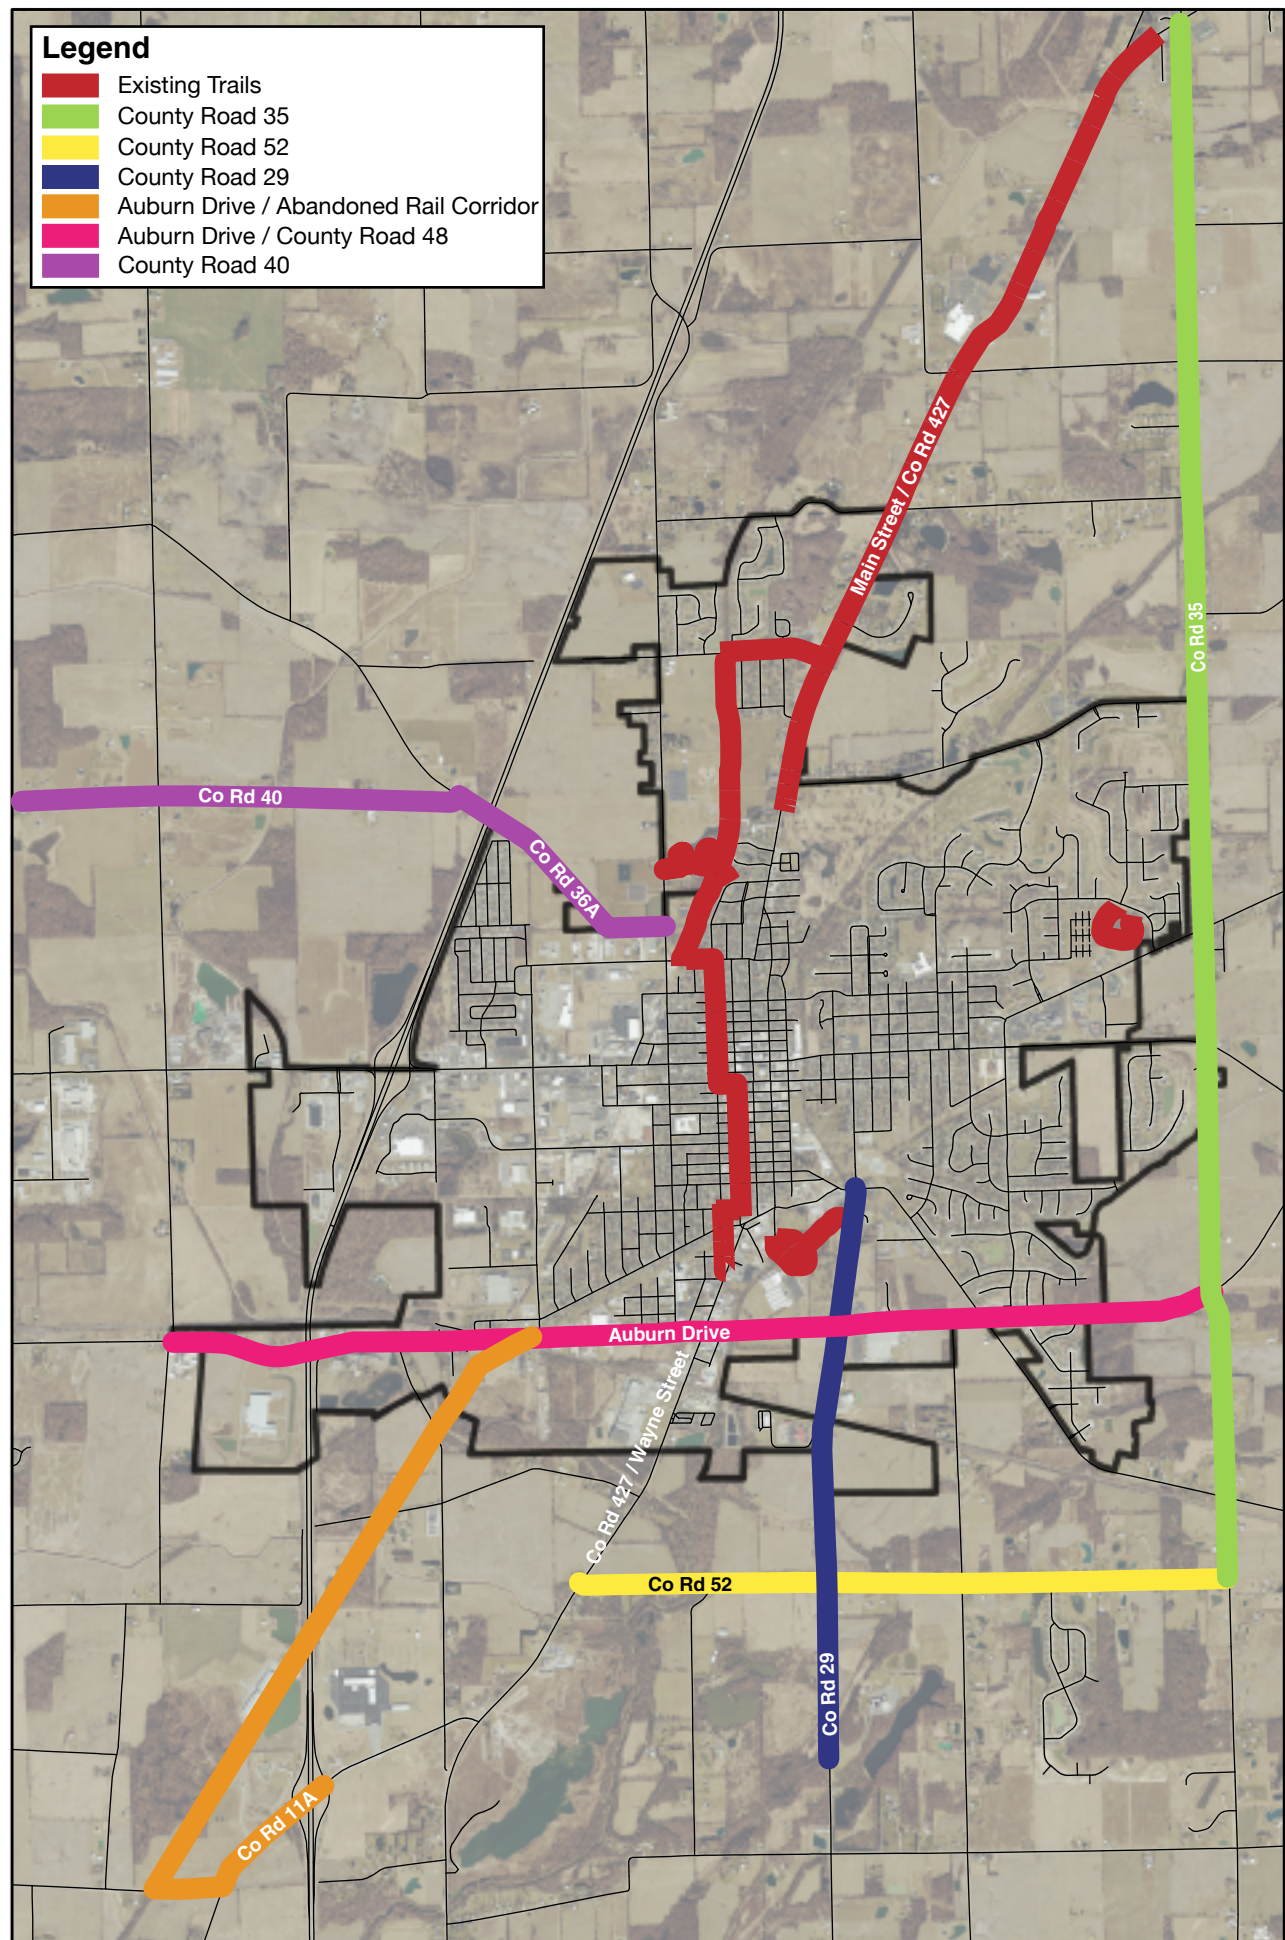 Legend
Existing Trails
County Road 35
County Road 52
County Road 29
Auburn Drive / Abandoned Rail Corridor
Auburn Drive / County Road 48
County Road 40
Main Street / Co Rd 427
Co Rd 35
Co Rd 40
Co Rd 36A
Auburn Drive
Co Rd 427 / Wayne Street
Co Rd 52
Co Rd 29
Co Rd 11A